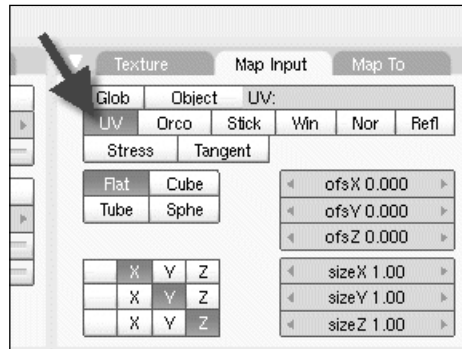 Texture Map Input Map To
Glob Object UV:
UV Orco Stick Win Nor Refl
Stress Tangent
Flat Cube ofsX 0.000
Tube Sphe ofsY 0.000
ofsZ 0.000
X Y Z sizeX 1.00
X Y Z sizeY 1.00
X Y Z sizeZ 1.00